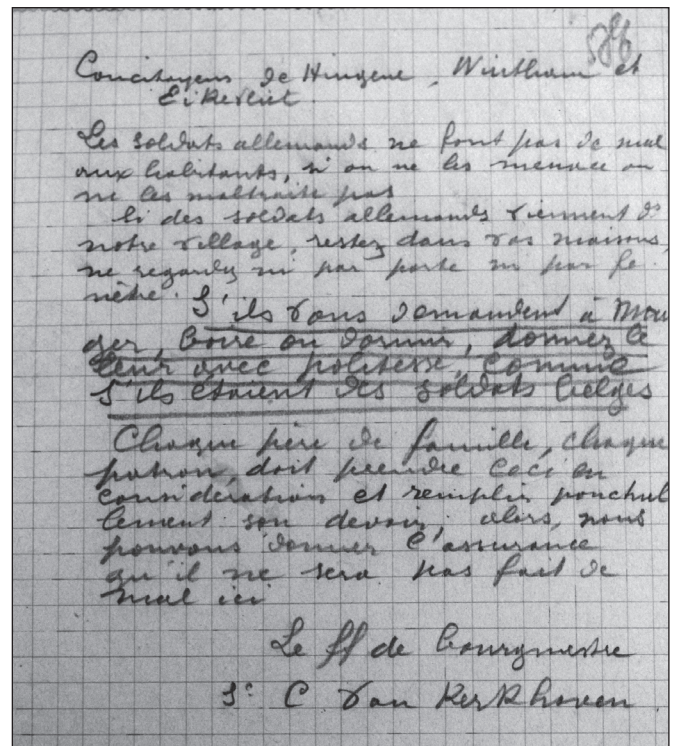 Concitoyens de Hingene, Wintham et
Eikevliet.
Les soldats allemands ne font pas de mal
aux habitants, si on ne les menace ou
ne les maltraite pas
Si des soldats allemands viennent ds
notre village, restez dans vos maisons,
ne regardez ni par porte ni par fe
nêtre. S'ils vous demandent à man
ger, boire ou dormir, donnez le
leur avec politesse, comme
s'ils étaient des soldats belges
Chaque père de famille, chaque
patron, doit prendre ceci en
considération et remplir ponctuel
lement son devoir, alors, nous
pouvons donner l'assurance
qu'il ne sera pas fait de
mal ici
Le ff de bourgmestre
S: C Van Kerkhoven